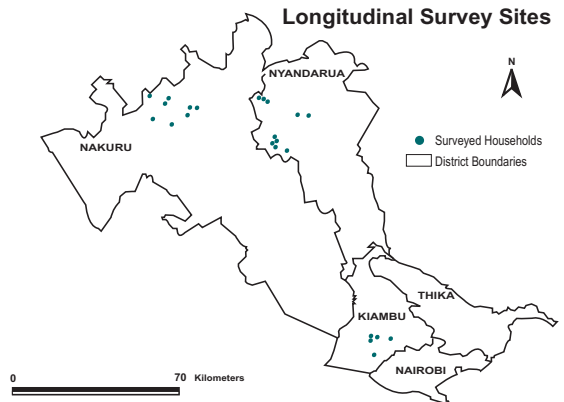 Longitudinal Survey Sites
N
NYANDARUA
Surveyed Households
District Boundaries
NAKURU
THIKA
KIAMBU
NAIROBI
0 70 Kilometers